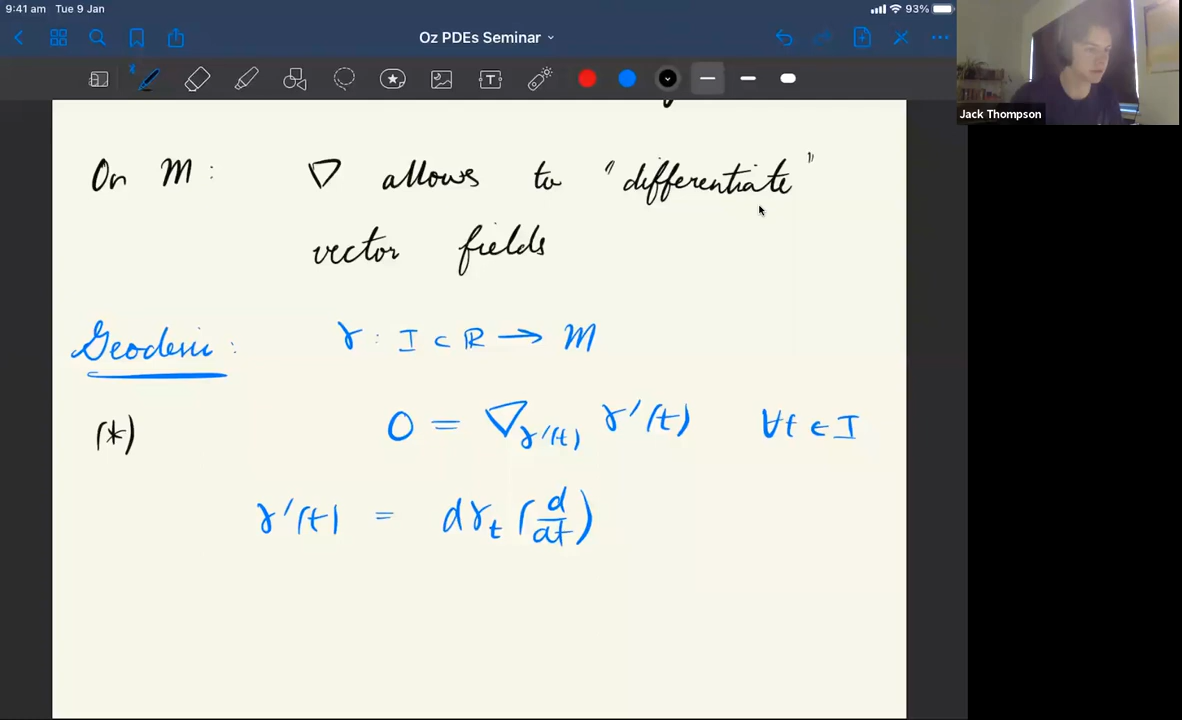 9:41 am Tue 9 Jan
93%
Oz PDEs Seminar
Jack Thompson
On M: ∇ allows to "differentiate"
vector fields
Geodesic: γ: I ⊂ ℝ → M
(*) 0 = ∇_{γ'(t)} γ'(t) ∀t ∈ I
γ'(t) = dγ_t (d/dt)